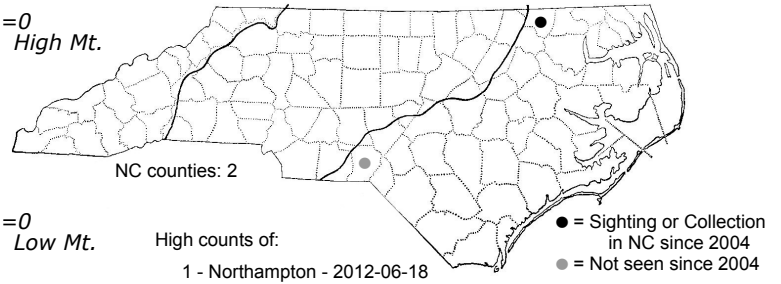 =0
High Mt.
NC counties: 2
=0
Low Mt.
High counts of:
1 - Northampton - 2012-06-18
● = Sighting or Collection
in NC since 2004
● = Not seen since 2004